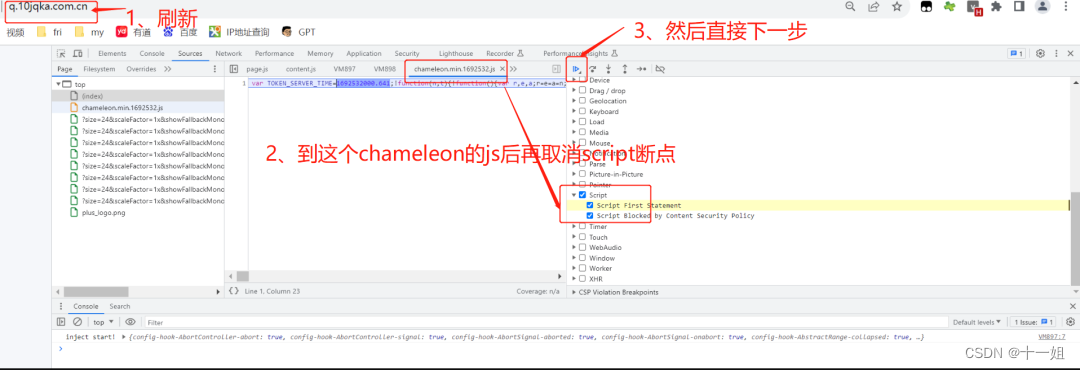 q.10jqka.com.cn
1、刷新
视频 fri my 有道 百度 IP地址查询 GPT
3、然后直接下一步
Elements Console Sources Network Performance Memory Application Security Lighthouse Recorder Performance insights 1
Page Filesystem Overrides
page.js content.js VM897 VM898 chameleon.min.1692532.js
top
(index)
chameleon.min.1692532.js
?size=24&scaleFactor=1x&showFallbackMono
?size=24&scaleFactor=1x&showFallbackMono
?size=24&scaleFactor=1x&showFallbackMono
?size=24&scaleFactor=1x&showFallbackMono
?size=24&scaleFactor=1x&showFallbackMono
?size=24&scaleFactor=1x&showFallbackMono
?size=24&scaleFactor=1x&showFallbackMono
?size=24&scaleFactor=1x&showFallbackMono
plus_logo.png
1 var TOKEN_SERVER_TIME=1692532000.641;!function(n,t){!function(){var r,e,a;r=e=a=n;
2、到这个chameleon的js后再取消script断点
Device
Drag / drop
Geolocation
Keyboard
Load
Media
Mouse
Notification
Parse
Picture-in-Picture
Pointer
Script
Script First Statement
Script Blocked by Content Security Policy
Timer
Touch
WebAudio
Window
Worker
XHR
CSP Violation Breakpoints
{} Line 1, Column 23 Coverage: n/a
Console Search
top Filter Default levels 1 Issue: 1
inject start! {config-hook-AbortController-abort: true, config-hook-AbortController-signal: true, config-hook-AbortSignal-aborted: true, config-hook-AbortSignal-onabort: true, config-hook-AbstractRange-collapsed: true, …} VM897:7
CSDN @十一姐